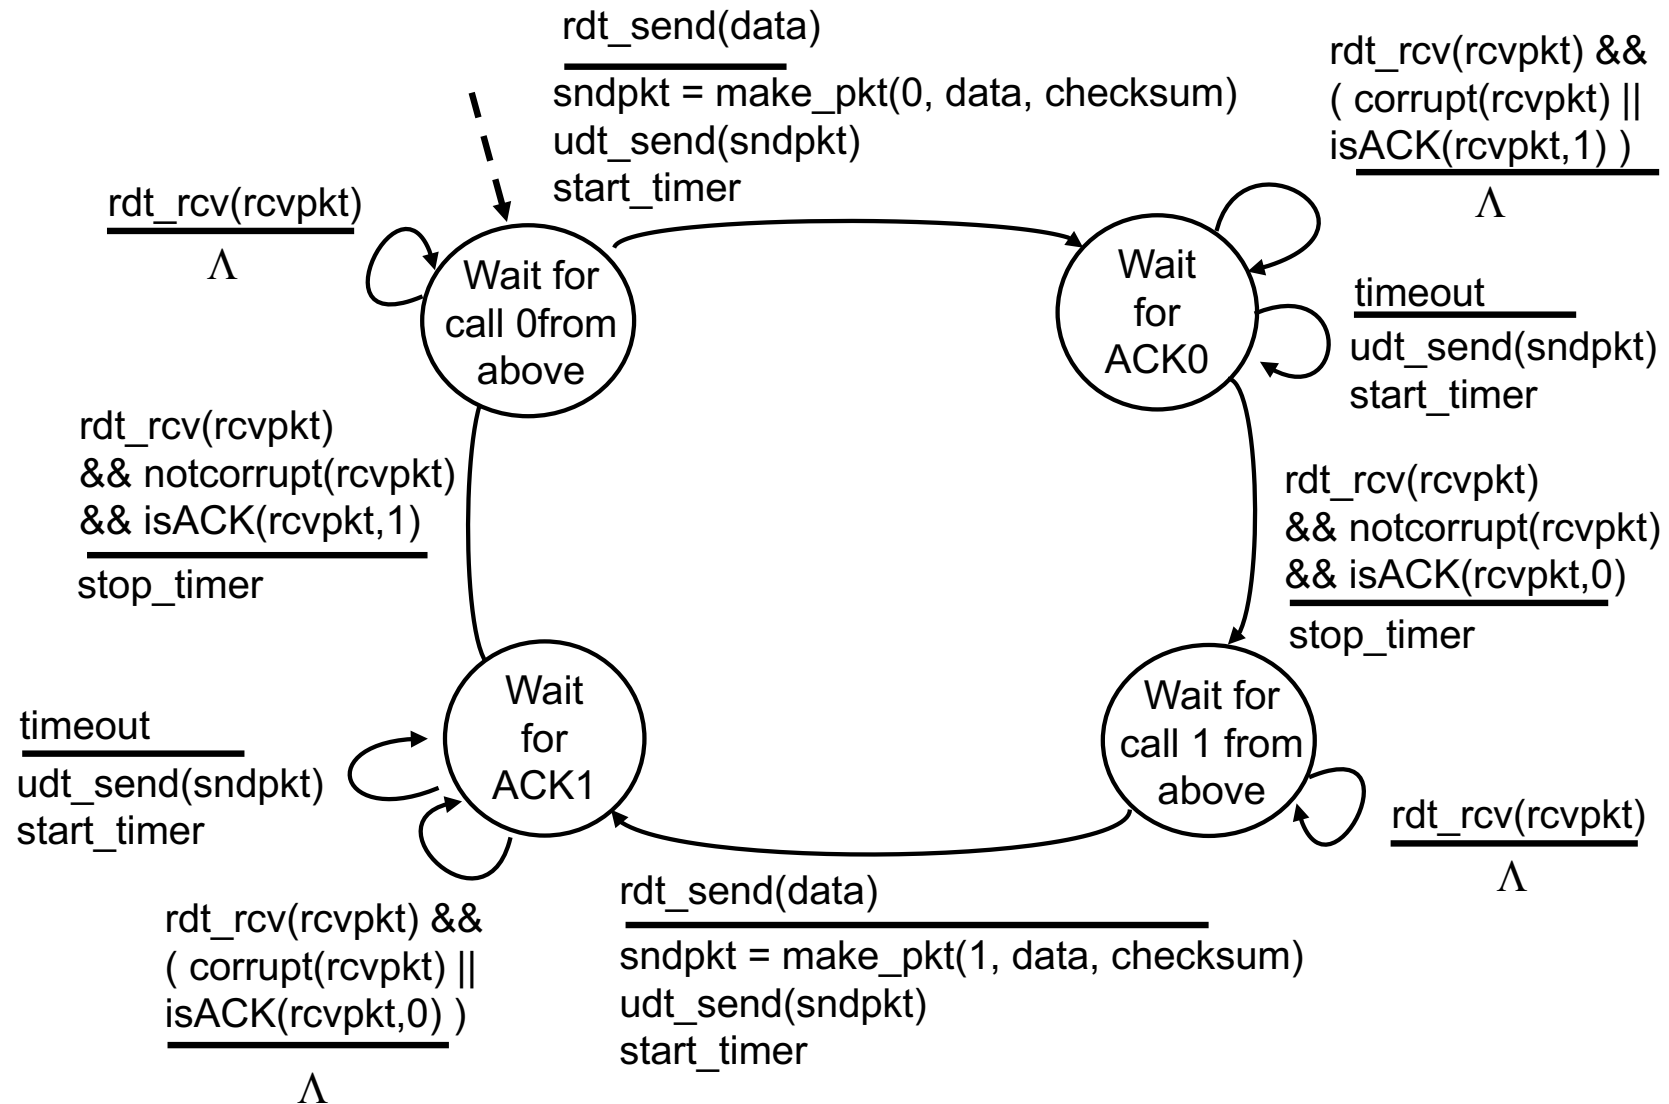 rdt_send(data)
sndpkt = make_pkt(0, data, checksum)
udt_send(sndpkt)
start_timer
rdt_rcv(rcvpkt) &&
( corrupt(rcvpkt) ||
isACK(rcvpkt,1) )
Λ
rdt_rcv(rcvpkt)
Λ
Wait for
call 0from
above
Wait
for
ACK0
timeout
udt_send(sndpkt)
start_timer
rdt_rcv(rcvpkt)
&& notcorrupt(rcvpkt)
&& isACK(rcvpkt,1)
stop_timer
rdt_rcv(rcvpkt)
&& notcorrupt(rcvpkt)
&& isACK(rcvpkt,0)
stop_timer
Wait
for
ACK1
Wait for
call 1 from
above
timeout
udt_send(sndpkt)
start_timer
rdt_rcv(rcvpkt)
Λ
rdt_rcv(rcvpkt) &&
( corrupt(rcvpkt) ||
isACK(rcvpkt,0) )
Λ
rdt_send(data)
sndpkt = make_pkt(1, data, checksum)
udt_send(sndpkt)
start_timer